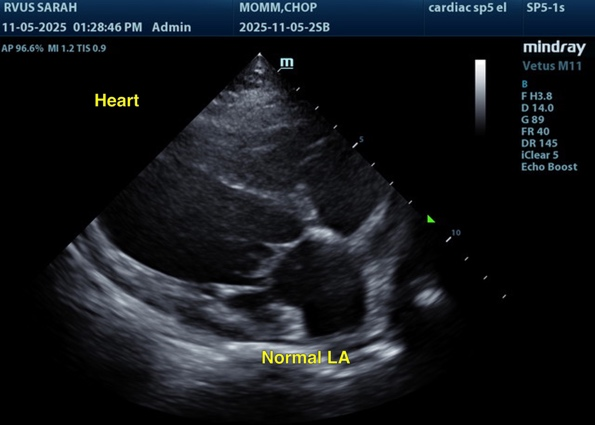 RVUS SARAH MOMM,CHOP cardiac sp5 el SP5-1s
11-05-2025 01:28:46 PM Admin 2025-11-05-2SB
AP 96.6% MI 1.2 TIS 0.9
mindray
Vetus M11
m
Heart
B
F H3.8
D 14.0
G 89
FR 40
DR 145
iClear 5
Echo Boost
5
10
Normal LA